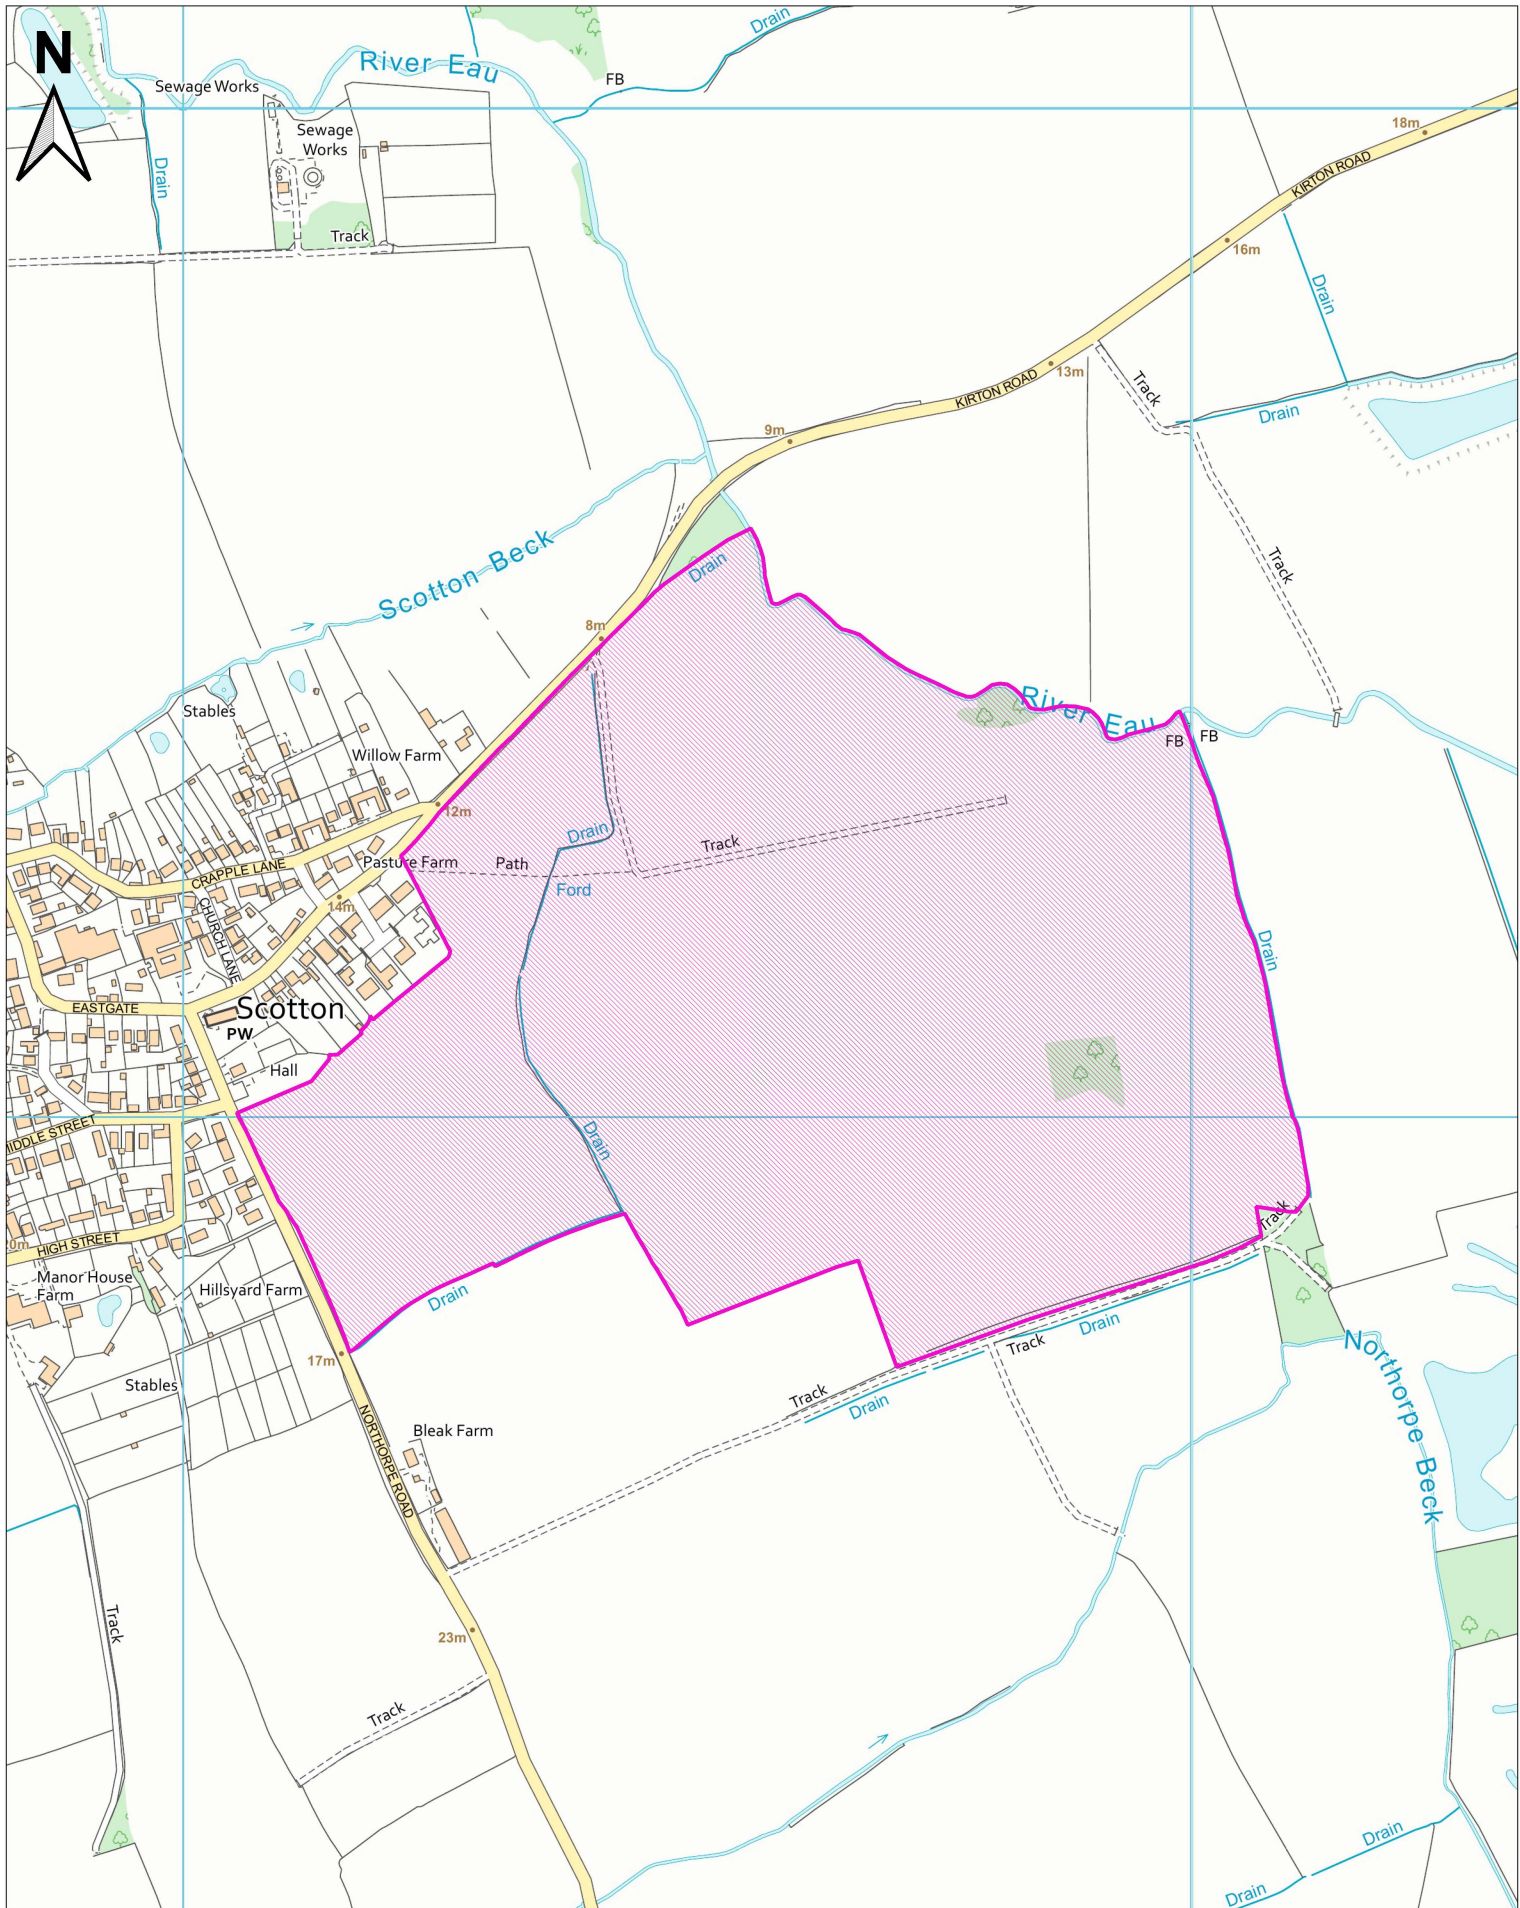 N
Drain
River Eau
FB
Sewage Works
Sewage
Works
18m
Drain
KIRTON ROAD
Track
16m
Drain
13m
Track
KIRTON ROAD
Drain
9m
Scotton Beck
Drain
Track
8m
Stables
River Eau
FB
FB
Willow Farm
12m
Drain
Track
Pasture Farm
Path
CRAPPLE LANE
Ford
14m
CHURCH LANE
Drain
EASTGATE
Scotton
PW
Hall
MIDDLE STREET
Drain
Track
HIGH STREET
20m
Manor House
Farm
Hillsyard Farm
Drain
Drain
Track
Northorpe Beck
17m
Stables
Track
Drain
Bleak Farm
NORTHORPE ROAD
Track
23m
Track
Drain
Drain